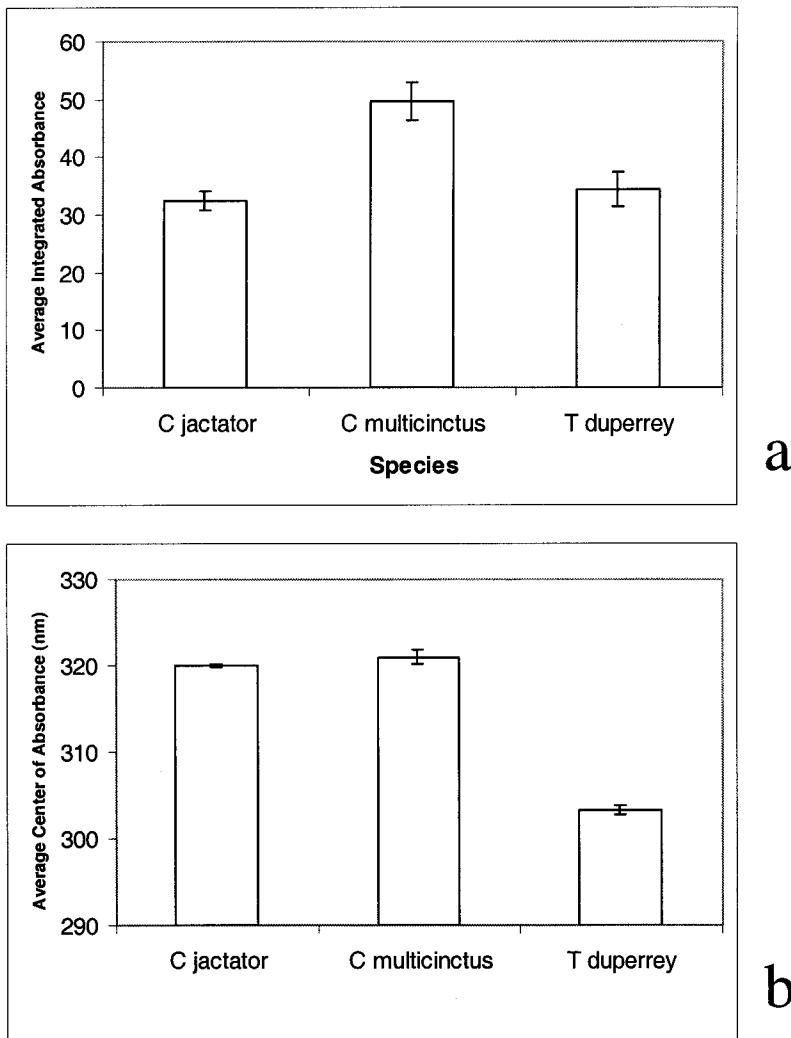 60
50
40
30
20
10
0
Average Integrated Absorbance
C jactator C multicinctus T duperrey
Species
a
330
320
310
300
290
Average Center of Absorbance (nm)
C jactator C multicinctus T duperrey
b